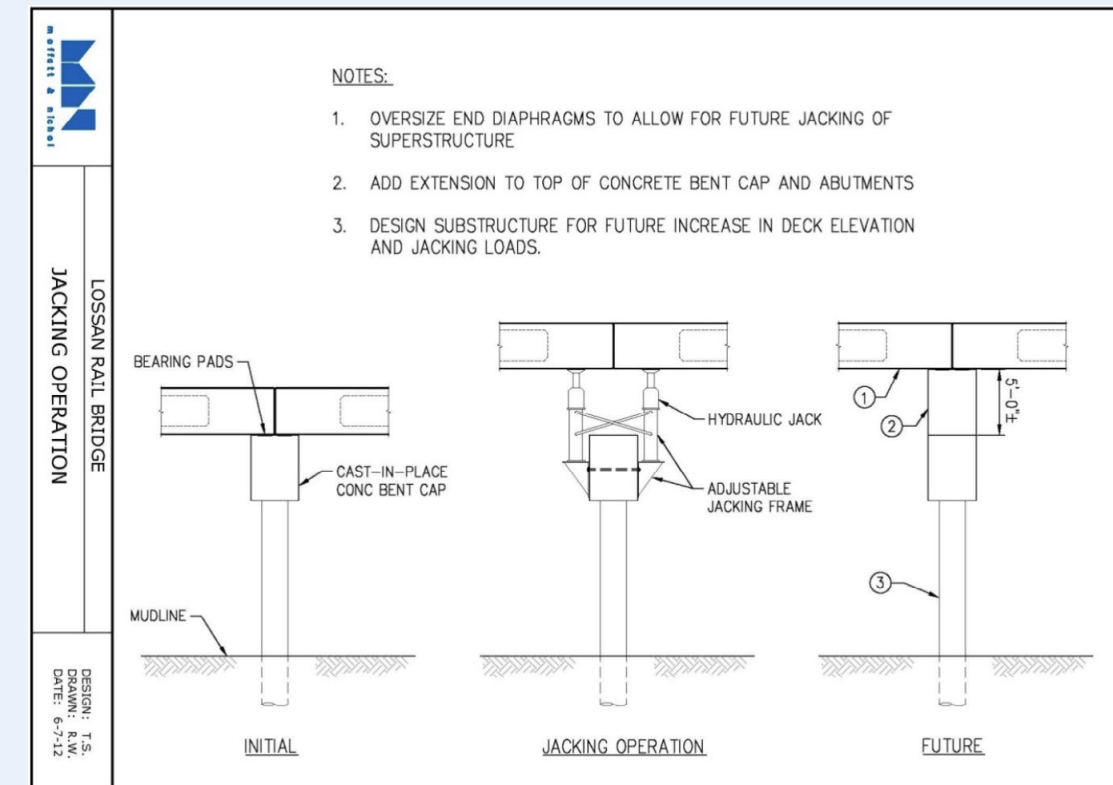 moffatt & nichol
LOSSAN RAIL BRIDGE
JACKING OPERATION
DESIGN: T.S.
DRAWN: R.W.
DATE: 6-7-12
NOTES:
1. OVERSIZE END DIAPHRAGMS TO ALLOW FOR FUTURE JACKING OF
SUPERSTRUCTURE
2. ADD EXTENSION TO TOP OF CONCRETE BENT CAP AND ABUTMENTS
3. DESIGN SUBSTRUCTURE FOR FUTURE INCREASE IN DECK ELEVATION
AND JACKING LOADS.
BEARING PADS
CAST-IN-PLACE
CONC BENT CAP
MUDLINE
INITIAL
HYDRAULIC JACK
ADJUSTABLE
JACKING FRAME
JACKING OPERATION
1
2
5'-0"±
3
FUTURE